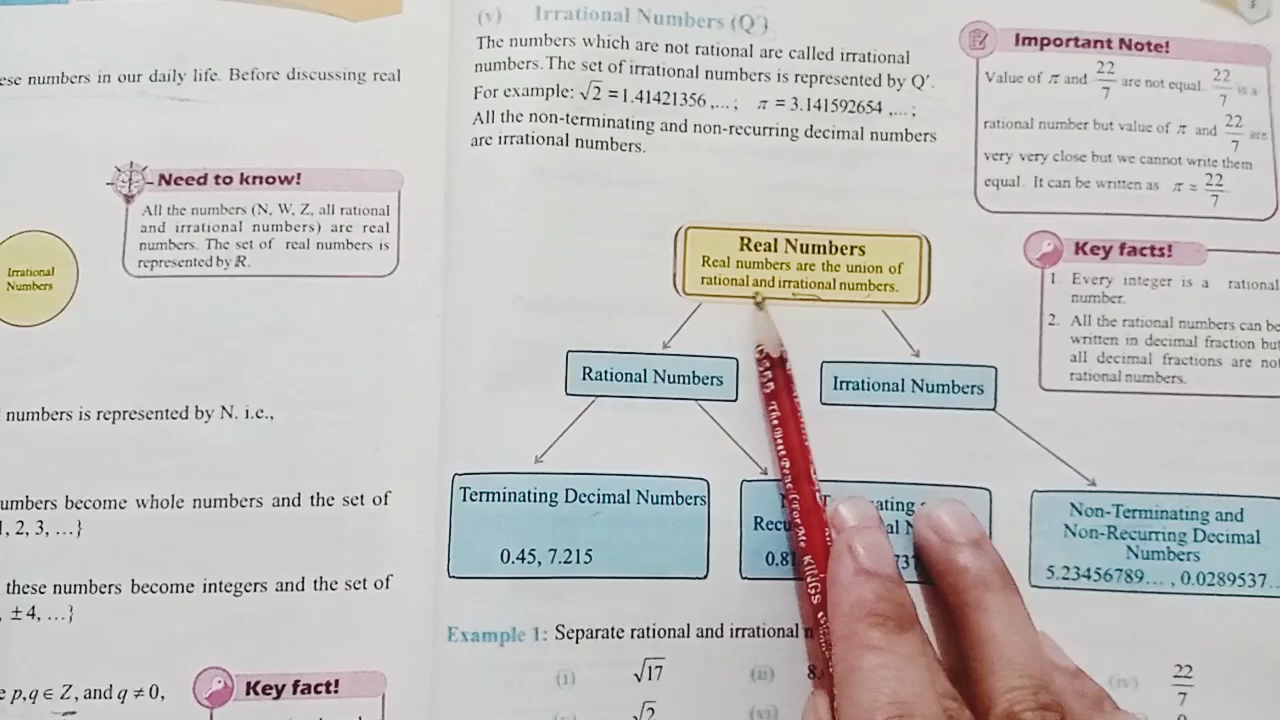 ese numbers in our daily life. Before discussing real
Need to know!
All the numbers (N, W, Z, all rational
and irrational numbers) are real
numbers. The set of real numbers is
represented by R.
Irrational
Numbers
numbers is represented by N. i.e.,
umbers become whole numbers and the set of
1, 2, 3, ...}
these numbers become integers and the set of
, ±4, ...}
e p,q ∈ Z, and q ≠ 0,
Key fact!
(v) Irrational Numbers (Q′)
The numbers which are not rational are called irrational
numbers. The set of irrational numbers is represented by Q′.
For example: √2 = 1.41421356 ,... ; π = 3.141592654 ,... ;
All the non-terminating and non-recurring decimal numbers
are irrational numbers.
Important Note!
Value of π and 22/7 are not equal. 22/7 is a
rational number but value of π and 22/7 are
very very close but we cannot write them
equal. It can be written as π ≈ 22/7
Real Numbers
Real numbers are the union of
rational and irrational numbers.
Key facts!
1. Every integer is a rational
number.
2. All the rational numbers can be
written in decimal fraction but
all decimal fractions are not
rational numbers.
Rational Numbers
Irrational Numbers
Terminating Decimal Numbers
0.45, 7.215
Non-Terminating and
Non-Recurring Decimal
Numbers
5.23456789... , 0.0289537...
Example 1: Separate rational and irrational n
(i) √17
(ii) 8
(iv) 22/7
√2
(vi)
KINGS